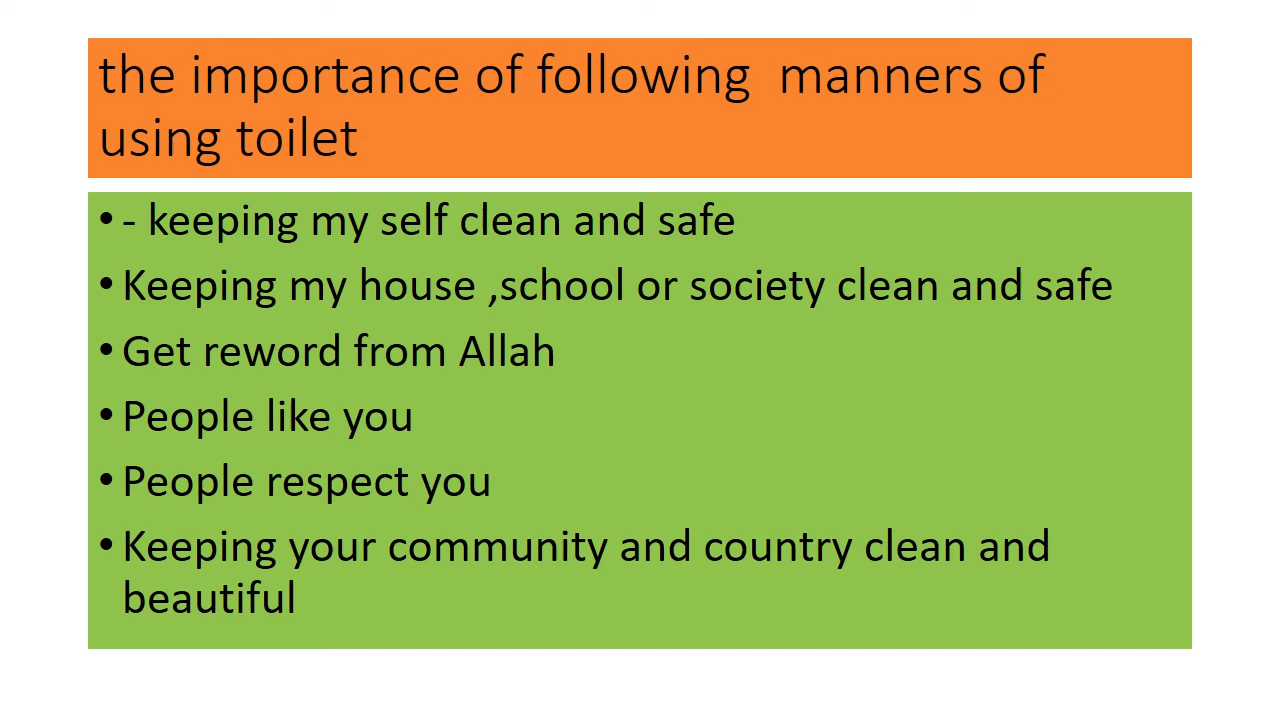 the importance of following  manners of
using toilet
• - keeping my self clean and safe
• Keeping my house ,school or society clean and safe
• Get reword from Allah
• People like you
• People respect you
• Keeping your community and country clean and
beautiful